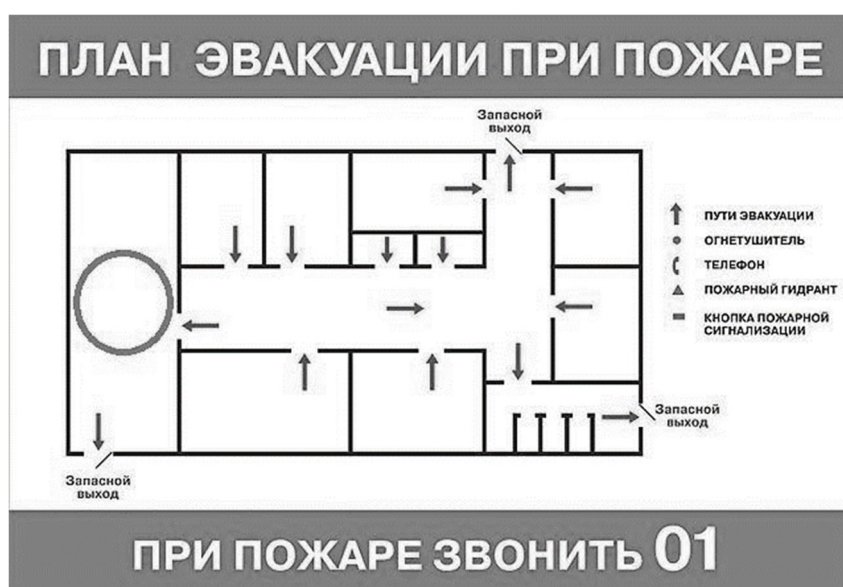 ПЛАН ЭВАКУАЦИИ ПРИ ПОЖАРЕ
Запасной
выход
ПУТИ ЭВАКУАЦИИ
ОГНЕТУШИТЕЛЬ
ТЕЛЕФОН
ПОЖАРНЫЙ ГИДРАНТ
КНОПКА ПОЖАРНОЙ
СИГНАЛИЗАЦИИ
Запасной
выход
Запасной
выход
ПРИ ПОЖАРЕ ЗВОНИТЬ 01